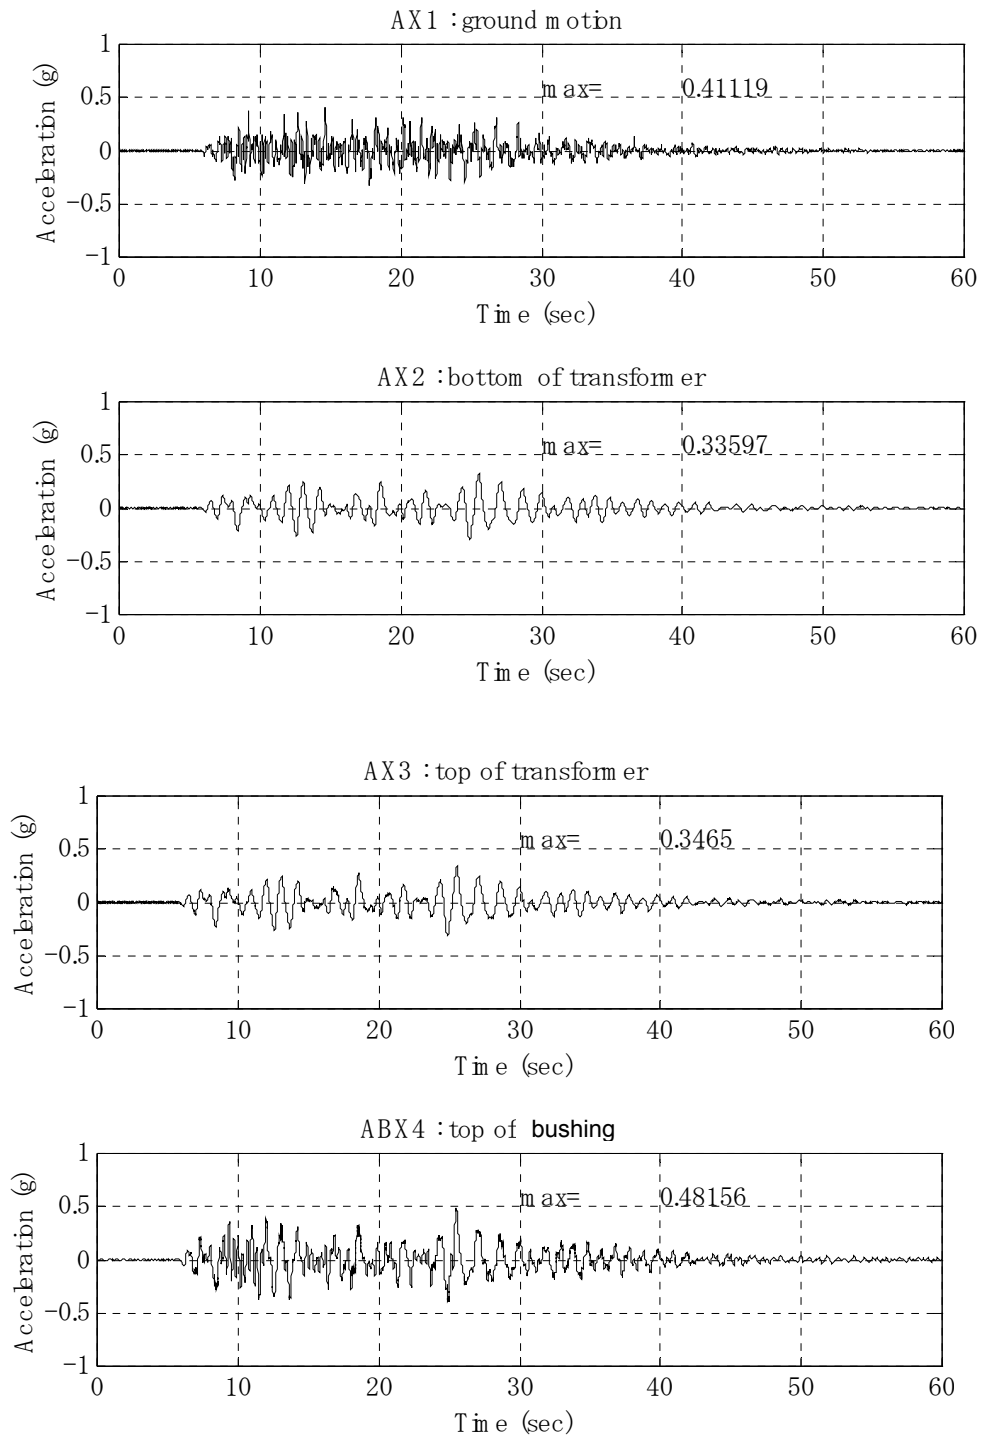 AX1 : ground motion
1
max= 0.41119
0.5
0
-0.5
-1
Acceleration (g)
0 10 20 30 40 50 60
Time (sec)
AX2 : bottom of transformer
1
max= 0.33597
0.5
0
-0.5
-1
Acceleration (g)
0 10 20 30 40 50 60
Time (sec)
AX3 : top of transformer
1
max= 0.3465
0.5
0
-0.5
-1
Acceleration (g)
0 10 20 30 40 50 60
Time (sec)
ABX4 : top of bushing
1
max= 0.48156
0.5
0
-0.5
-1
Acceleration (g)
0 10 20 30 40 50 60
Time (sec)